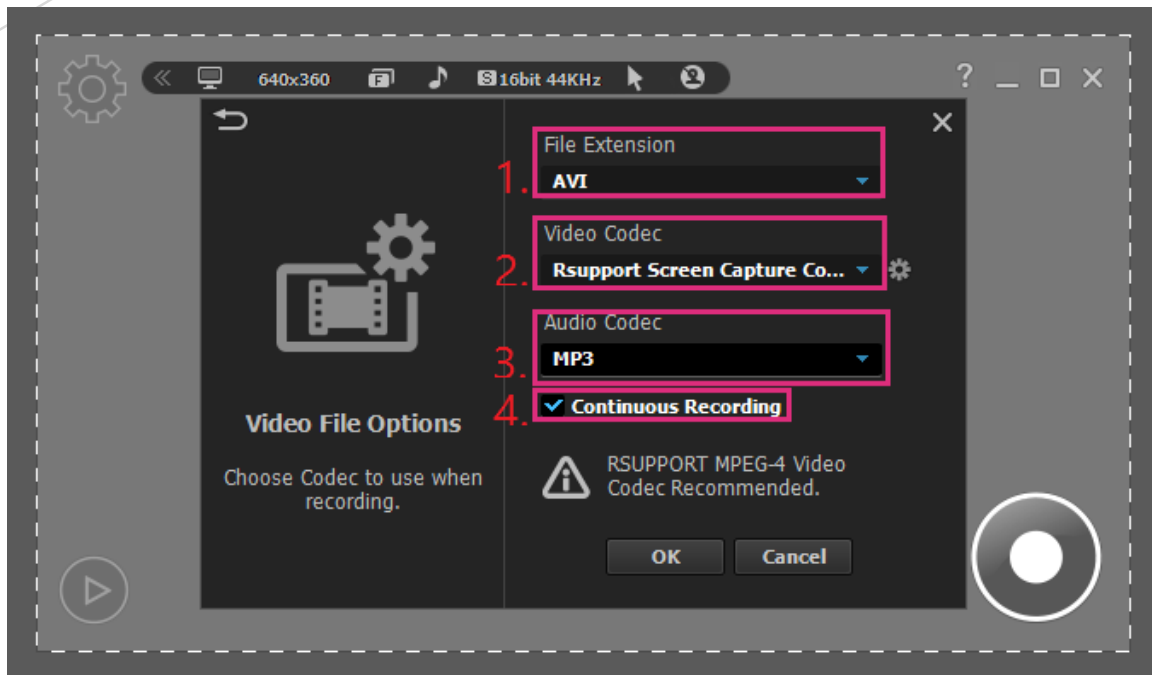 640x360
F
S 16bit 44KHz
?
File Extension
1.
AVI
Video Codec
2.
Rsupport Screen Capture Co...
Audio Codec
3.
MP3
4.
Continuous Recording
Video File Options
Choose Codec to use when
recording.
RSUPPORT MPEG-4 Video
Codec Recommended.
OK
Cancel